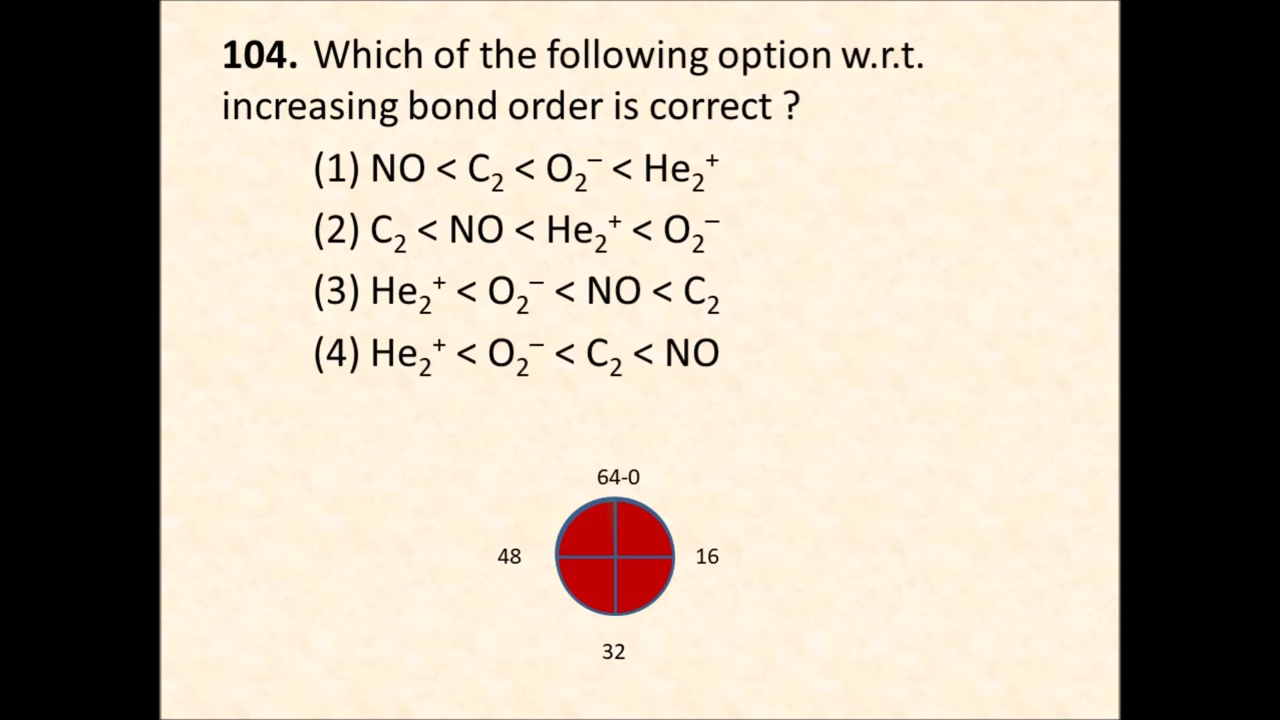 104. Which of the following option w.r.t.
increasing bond order is correct ?
(1) NO < C₂ < O₂⁻ < He₂⁺
(2) C₂ < NO < He₂⁺ < O₂⁻
(3) He₂⁺ < O₂⁻ < NO < C₂
(4) He₂⁺ < O₂⁻ < C₂ < NO
64-0
48
16
32